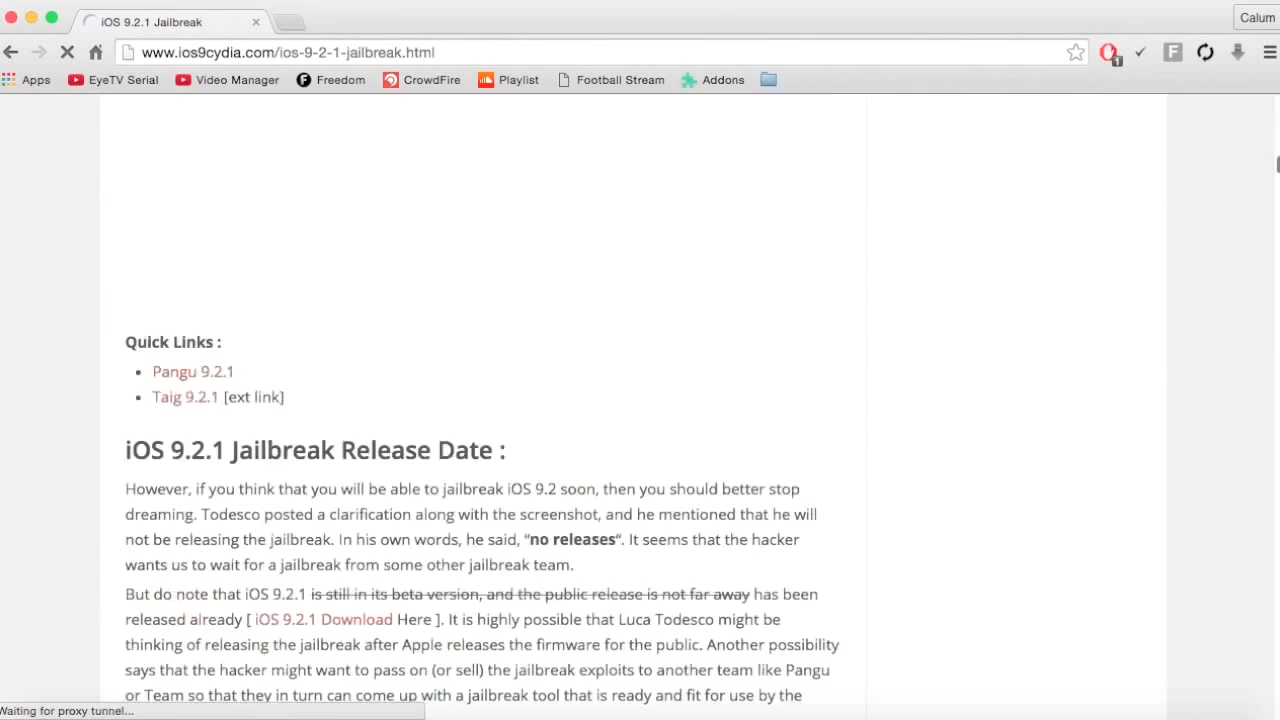 iOS 9.2.1 Jailbreak
Calum
www.ios9cydia.com/ios-9-2-1-jailbreak.html
F
1
Apps
EyeTV Serial
Video Manager
Freedom
CrowdFire
Playlist
Football Stream
Addons
Quick Links :
Pangu 9.2.1
Taig 9.2.1 [ext link]
iOS 9.2.1 Jailbreak Release Date :
However, if you think that you will be able to jailbreak iOS 9.2 soon, then you should better stop
dreaming. Todesco posted a clarification along with the screenshot, and he mentioned that he will
not be releasing the jailbreak. In his own words, he said, “no releases“. It seems that the hacker
wants us to wait for a jailbreak from some other jailbreak team.
But do note that iOS 9.2.1 is still in its beta version, and the public release is not far away has been
released already [ iOS 9.2.1 Download Here ]. It is highly possible that Luca Todesco might be
thinking of releasing the jailbreak after Apple releases the firmware for the public. Another possibility
says that the hacker might want to pass on (or sell) the jailbreak exploits to another team like Pangu
or Team so that they in turn can come up with a jailbreak tool that is ready and fit for use by the
Waiting for proxy tunnel...